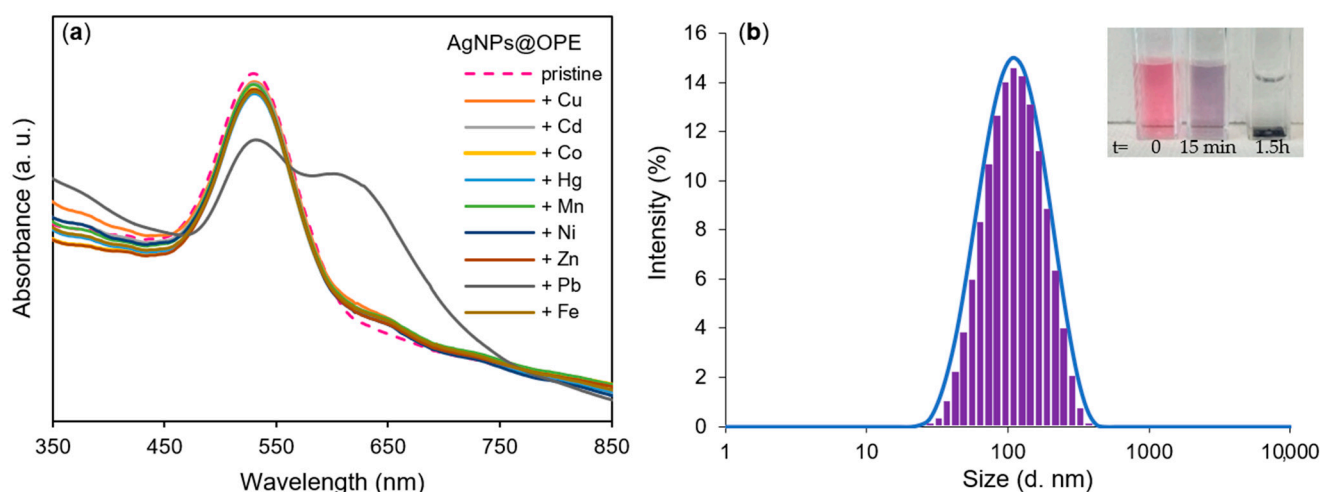 (a)
AgNPs@OPE
pristine
+ Cu
+ Cd
+ Co
+ Hg
+ Mn
+ Ni
+ Zn
+ Pb
+ Fe
Absorbance (a. u.)
350 450 550 650 750 850
Wavelength (nm)
(b)
t= 0 15 min 1.5h
Intensity (%)
16
14
12
10
8
6
4
2
0
1 10 100 1000 10,000
Size (d. nm)